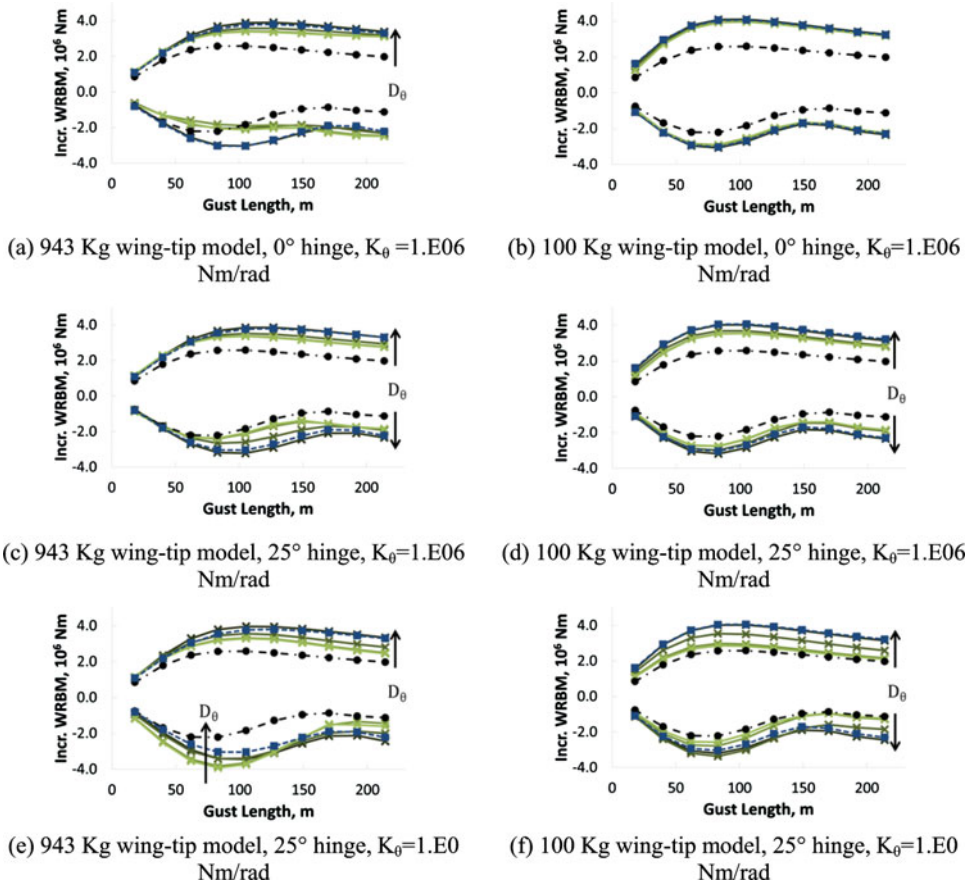 Incr. WRBM, 10⁶ Nm
4.0
2.0
0.0
-2.0
-4.0
0 50 100 150 200
Gust Length, m
Dθ
(a) 943 Kg wing-tip model, 0° hinge, Kθ =1.E06
Nm/rad
Incr. WRBM, 10⁶ Nm
4.0
2.0
0.0
-2.0
-4.0
0 50 100 150 200
Gust Length, m
(b) 100 Kg wing-tip model, 0° hinge, Kθ=1.E06
Nm/rad
Incr. WRBM, 10⁶ Nm
4.0
2.0
0.0
-2.0
-4.0
0 50 100 150 200
Gust Length, m
Dθ
(c) 943 Kg wing-tip model, 25° hinge, Kθ=1.E06
Nm/rad
Incr. WRBM, 10⁶ Nm
4.0
2.0
0.0
-2.0
-4.0
0 50 100 150 200
Gust Length, m
Dθ
(d) 100 Kg wing-tip model, 25° hinge, Kθ=1.E06
Nm/rad
Incr. WRBM, 10⁶ Nm
4.0
2.0
0.0
-2.0
-4.0
0 50 100 150 200
Gust Length, m
Dθ
Dθ
(e) 943 Kg wing-tip model, 25° hinge, Kθ=1.E0
Nm/rad
Incr. WRBM, 10⁶ Nm
4.0
2.0
0.0
-2.0
-4.0
0 50 100 150 200
Gust Length, m
Dθ
(f) 100 Kg wing-tip model, 25° hinge, Kθ=1.E0
Nm/rad